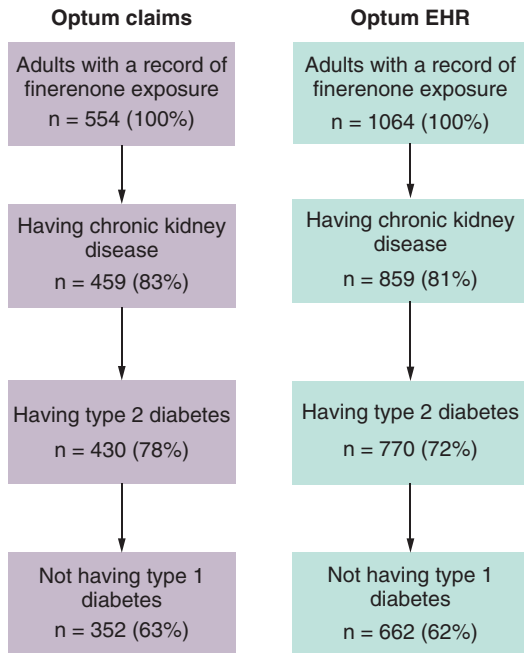 Optum claims
Adults with a record of
finerenone exposure
n = 554 (100%)
Having chronic kidney
disease
n = 459 (83%)
Having type 2 diabetes
n = 430 (78%)
Not having type 1
diabetes
n = 352 (63%)
Optum EHR
Adults with a record of
finerenone exposure
n = 1064 (100%)
Having chronic kidney
disease
n = 859 (81%)
Having type 2 diabetes
n = 770 (72%)
Not having type 1
diabetes
n = 662 (62%)